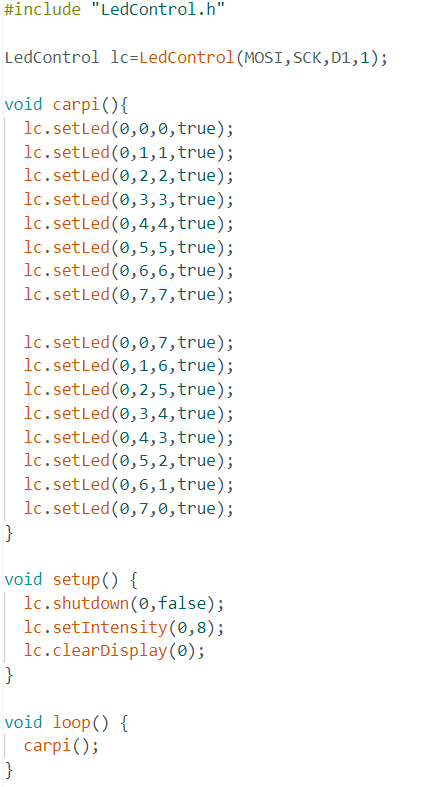 #include "LedControl.h"

LedControl lc=LedControl(MOSI,SCK,D1,1);

void carpi(){
  lc.setLed(0,0,0,true);
  lc.setLed(0,1,1,true);
  lc.setLed(0,2,2,true);
  lc.setLed(0,3,3,true);
  lc.setLed(0,4,4,true);
  lc.setLed(0,5,5,true);
  lc.setLed(0,6,6,true);
  lc.setLed(0,7,7,true);

  lc.setLed(0,0,7,true);
  lc.setLed(0,1,6,true);
  lc.setLed(0,2,5,true);
  lc.setLed(0,3,4,true);
  lc.setLed(0,4,3,true);
  lc.setLed(0,5,2,true);
  lc.setLed(0,6,1,true);
  lc.setLed(0,7,0,true);
}

void setup() {
  lc.shutdown(0,false);
  lc.setIntensity(0,8);
  lc.clearDisplay(0);
}

void loop() {
  carpi();
}